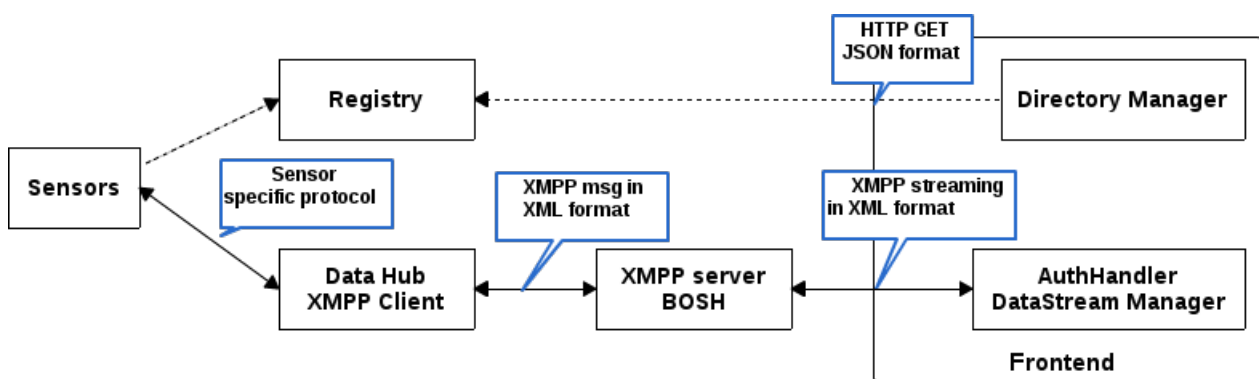 HTTP GET
JSON format
Registry
Directory Manager
Sensors
Sensor
specific protocol
XMPP msg in
XML format
XMPP streaming
in XML format
Data Hub
XMPP Client
XMPP server
BOSH
AuthHandler
DataStream Manager
Frontend